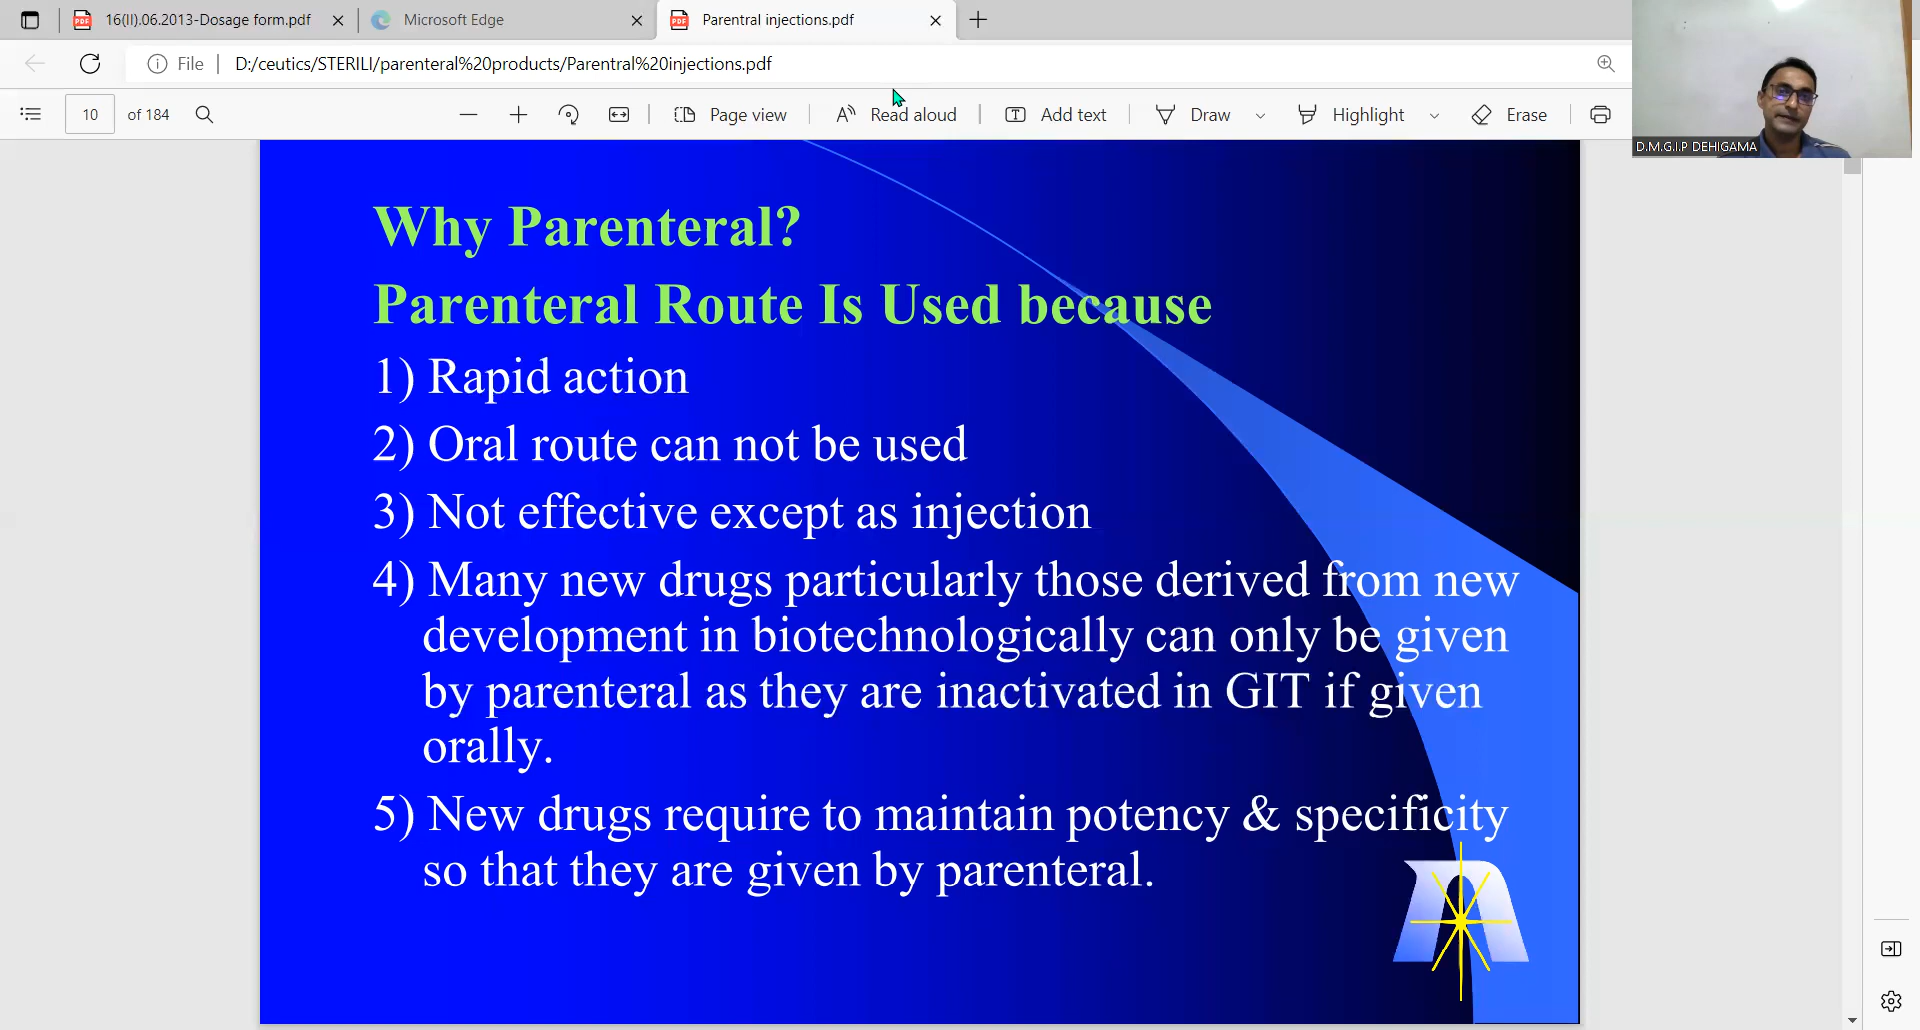 16(II).06.2013-Dosage form.pdf
Microsoft Edge
Parentral injections.pdf
File
D:/ceutics/STERILI/parenteral%20products/Parentral%20injections.pdf
10 of 184
Page view
Read aloud
Add text
Draw
Highlight
Erase
D.M.G.I.P DEHIGAMA
Why Parenteral?
Parenteral Route Is Used because
1) Rapid action
2) Oral route can not be used
3) Not effective except as injection
4) Many new drugs particularly those derived from new
development in biotechnologically can only be given
by parenteral as they are inactivated in GIT if given
orally.
5) New drugs require to maintain potency & specificity
so that they are given by parenteral.